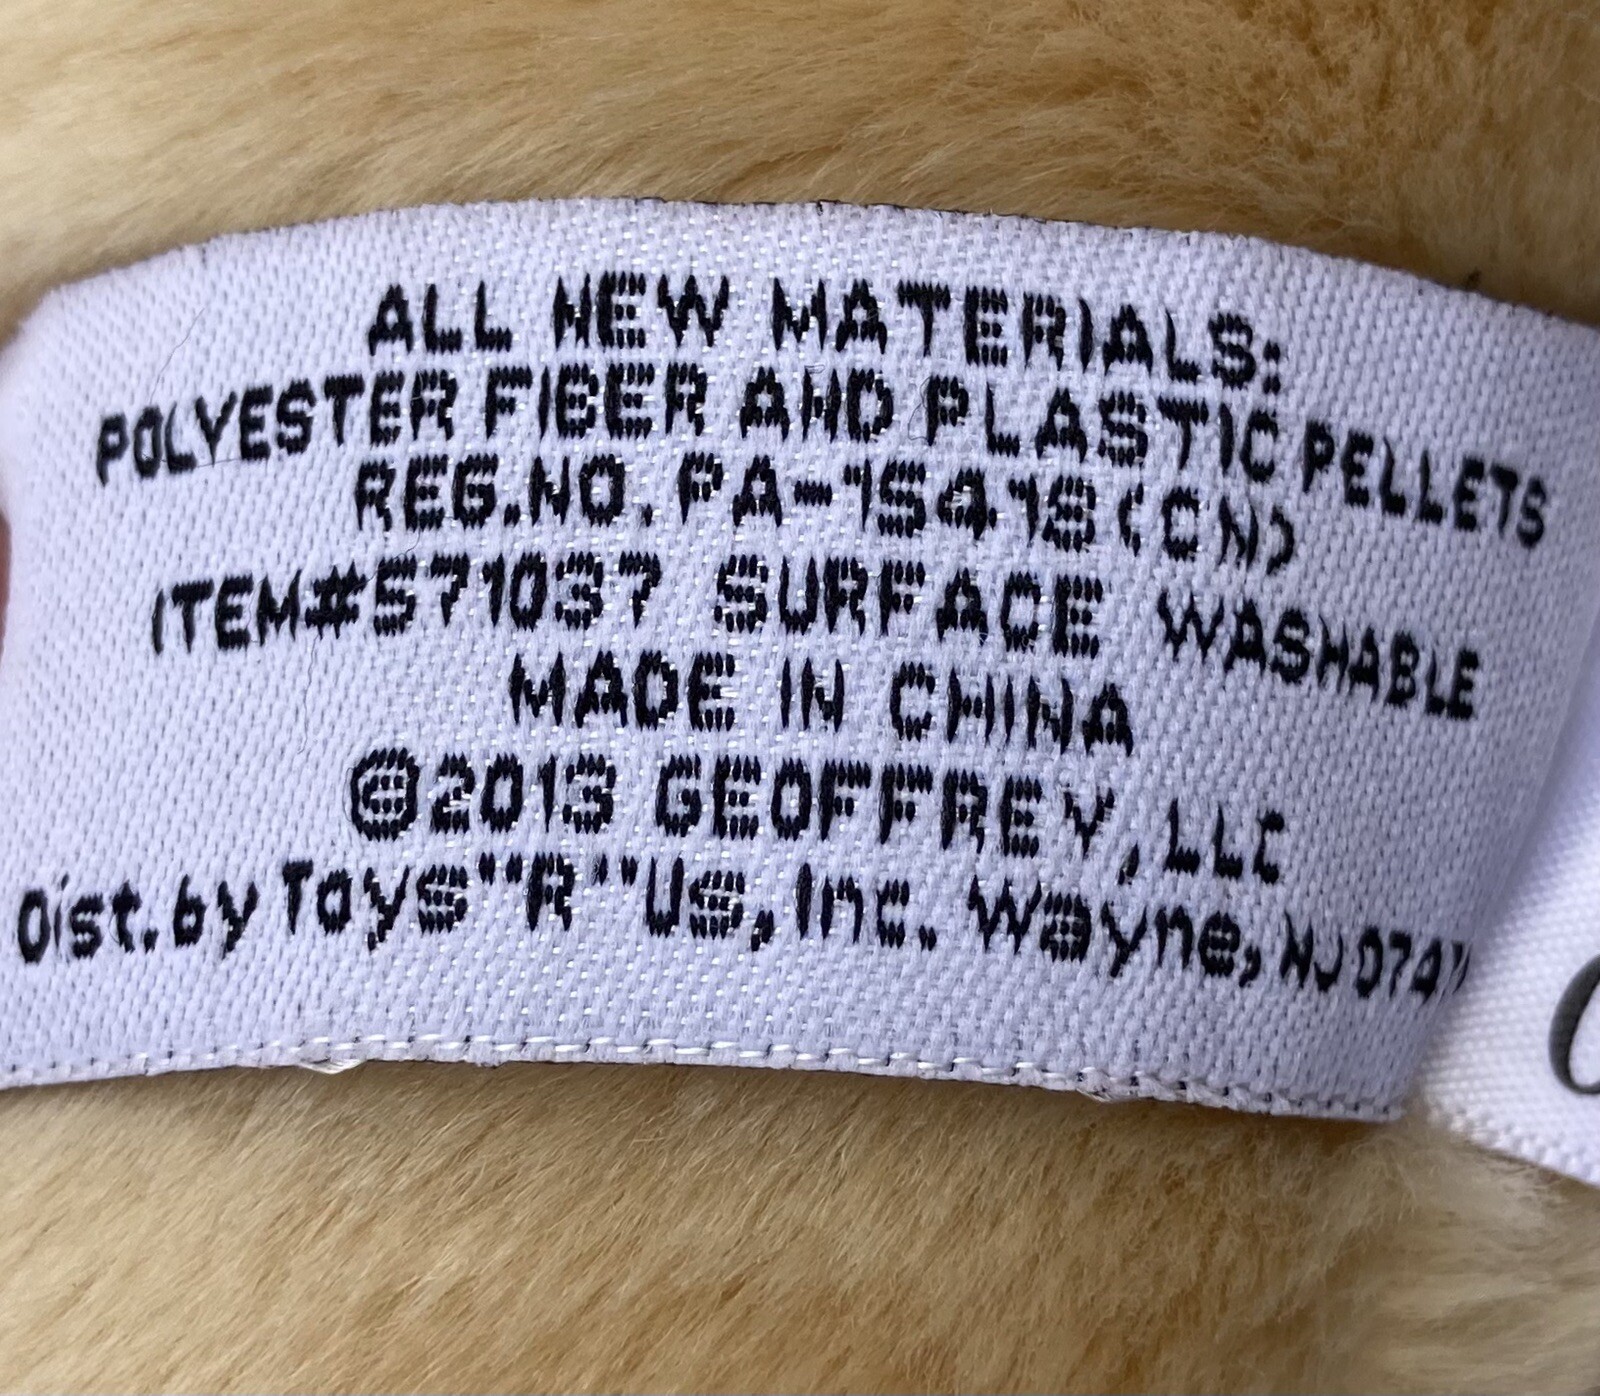 ALL NEW MATERIALS:
POLYESTER FIBER AND PLASTIC PELLETS
REG.NO. PA-15418(CN)
ITEM#571037 SURFACE WASHABLE
MADE IN CHINA
©2013 GEOFFREY, LLC
Dist.by Toys"R"Us, Inc. Wayne, NJ